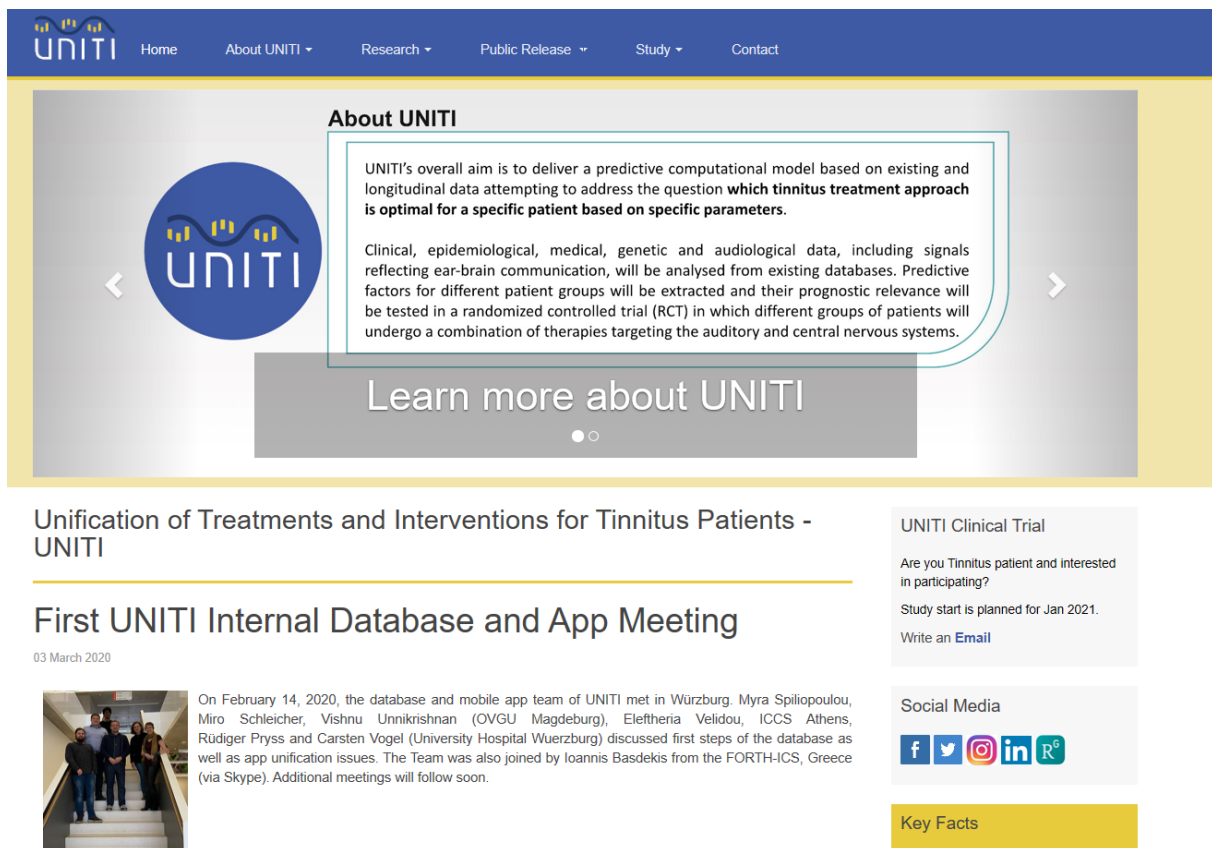 UNITI
Home
About UNITI
Research
Public Release
Study
Contact
About UNITI
UNITI
UNITI's overall aim is to deliver a predictive computational model based on existing and
longitudinal data attempting to address the question which tinnitus treatment approach
is optimal for a specific patient based on specific parameters.
Clinical, epidemiological, medical, genetic and audiological data, including signals
reflecting ear-brain communication, will be analysed from existing databases. Predictive
factors for different patient groups will be extracted and their prognostic relevance will
be tested in a randomized controlled trial (RCT) in which different groups of patients will
undergo a combination of therapies targeting the auditory and central nervous systems.
Learn more about UNITI
Unification of Treatments and Interventions for Tinnitus Patients -
UNITI
First UNITI Internal Database and App Meeting
03 March 2020
On February 14, 2020, the database and mobile app team of UNITI met in Würzburg. Myra Spiliopoulou,
Miro Schleicher, Vishnu Unnikrishnan (OVGU Magdeburg), Eleftheria Velidou, ICCS Athens,
Rüdiger Pryss and Carsten Vogel (University Hospital Wuerzburg) discussed first steps of the database as
well as app unification issues. The Team was also joined by Ioannis Basdekis from the FORTH-ICS, Greece
(via Skype). Additional meetings will follow soon.
UNITI Clinical Trial
Are you Tinnitus patient and interested
in participating?
Study start is planned for Jan 2021.
Write an Email
Social Media
f
in
RG
Key Facts